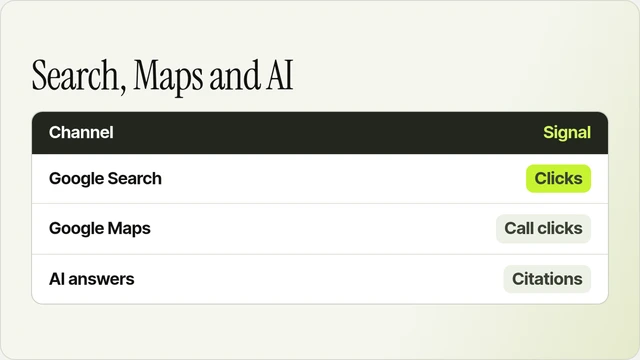 Search, Maps and AI
Channel Signal
Google Search Clicks
Google Maps Call clicks
AI answers Citations